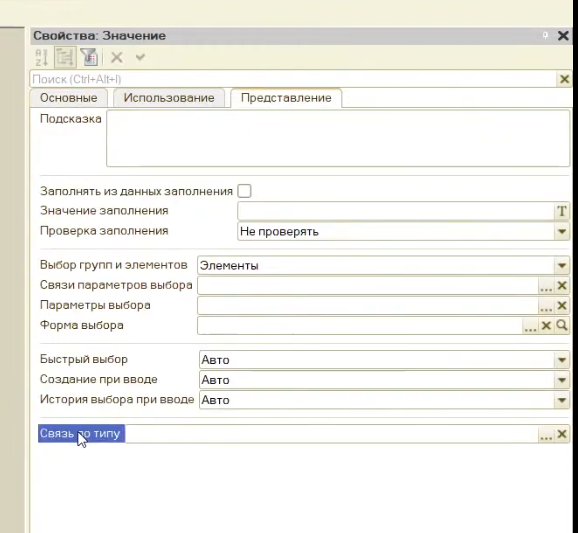 Свойства: Значение
Поиск (Ctrl+Alt+I)
Основные Использование Представление
Подсказка
Заполнять из данных заполнения
Значение заполнения T
Проверка заполнения Не проверять
Выбор групп и элементов Элементы
Связи параметров выбора ...
Параметры выбора ...
Форма выбора ...
Быстрый выбор Авто
Создание при вводе Авто
История выбора при вводе Авто
Связь по типу ...